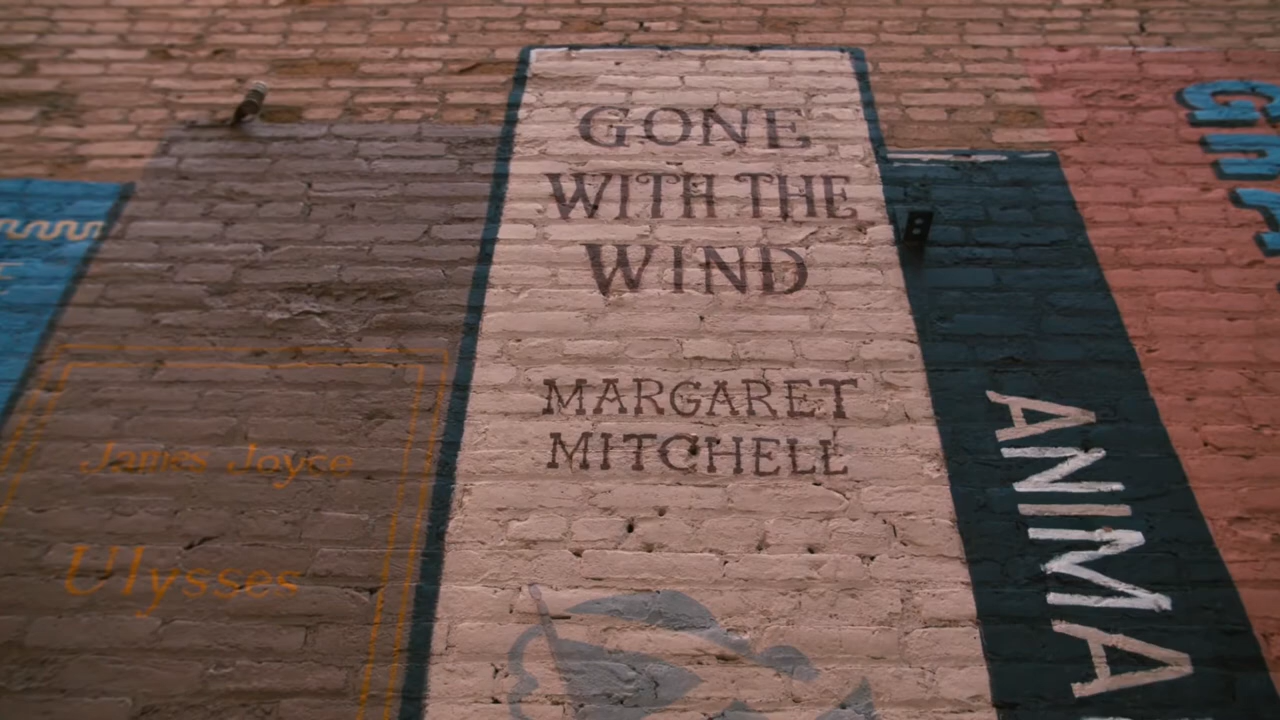 James Joyce
Ulysses
GONE
WITH THE
WIND
MARGARET
MITCHELL
ANIMA